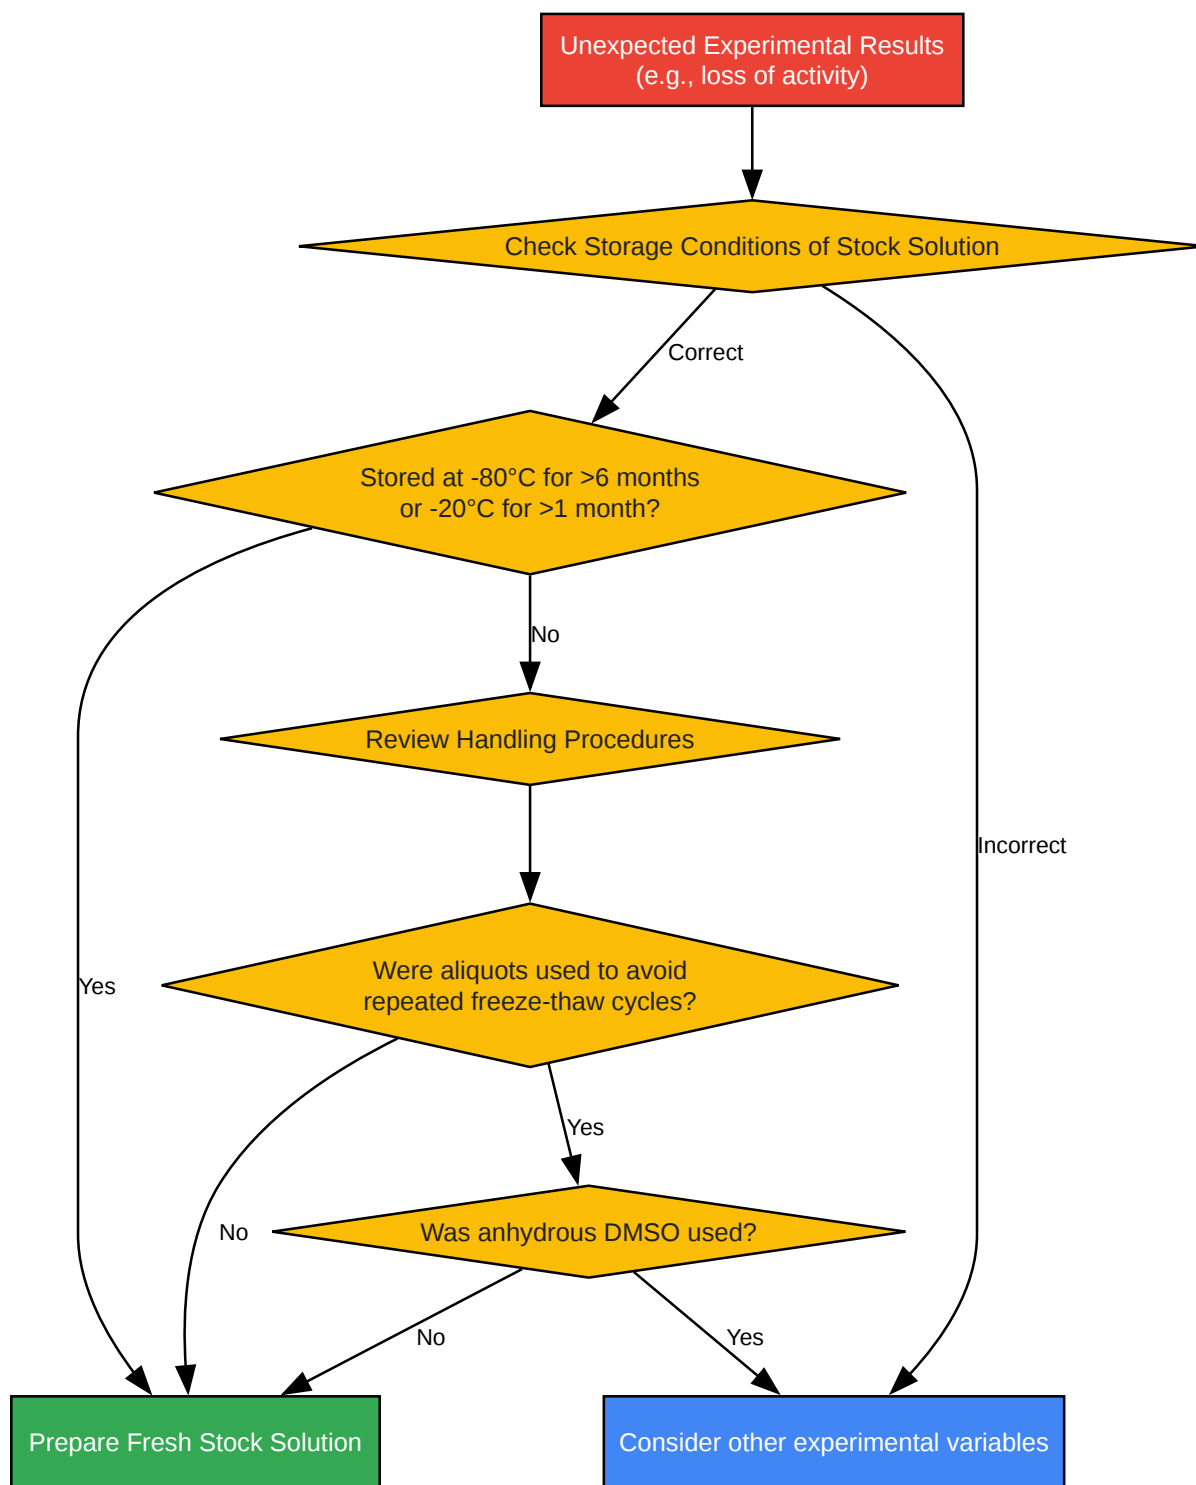 Unexpected Experimental Results
(e.g., loss of activity)
Check Storage Conditions of Stock Solution
Correct
Stored at -80°C for >6 months
or -20°C for >1 month?
No
Review Handling Procedures
Incorrect
Were aliquots used to avoid
repeated freeze-thaw cycles?
Yes
Yes
Was anhydrous DMSO used?
No
No
Yes
Prepare Fresh Stock Solution
Consider other experimental variables